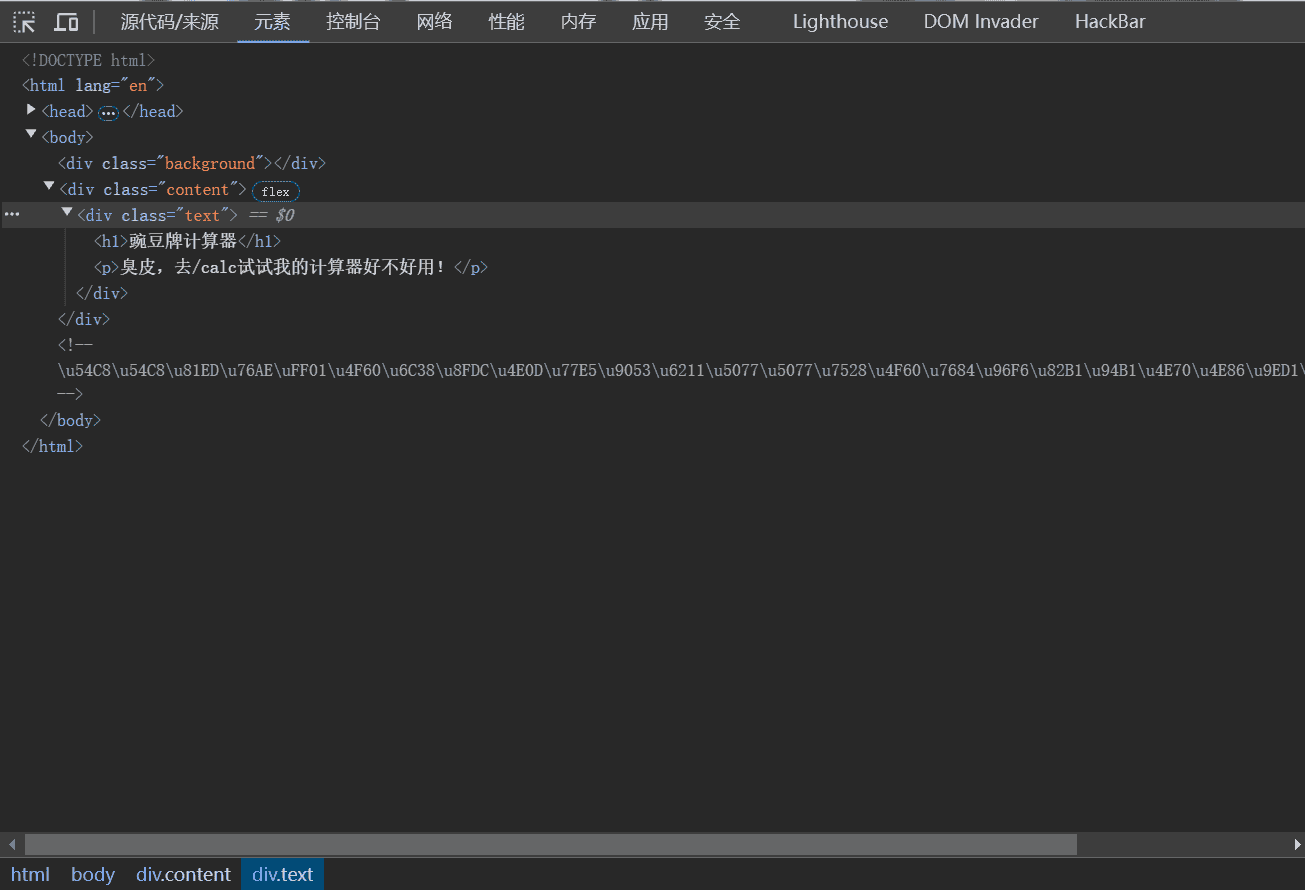 源代码/来源 元素 控制台 网络 性能 内存 应用 安全 Lighthouse DOM Invader HackBar
<!DOCTYPE html>
<html lang="en">
<head> ••• </head>
<body>
<div class="background"></div>
<div class="content"> flex
••• <div class="text"> == $0
<h1>豌豆牌计算器</h1>
<p>臭皮，去/calc试试我的计算器好不好用！</p>
</div>
</div>
<!--
\u54C8\u54C8\u81ED\u76AE\uFF01\u4F60\u6C38\u8FDC\u4E0D\u77E5\u9053\u6211\u5077\u5077\u7528\u4F60\u7684\u96F6\u82B1\u94B1\u4E70\u4E86\u9ED1\
-->
</body>
</html>
html body div.content div.text